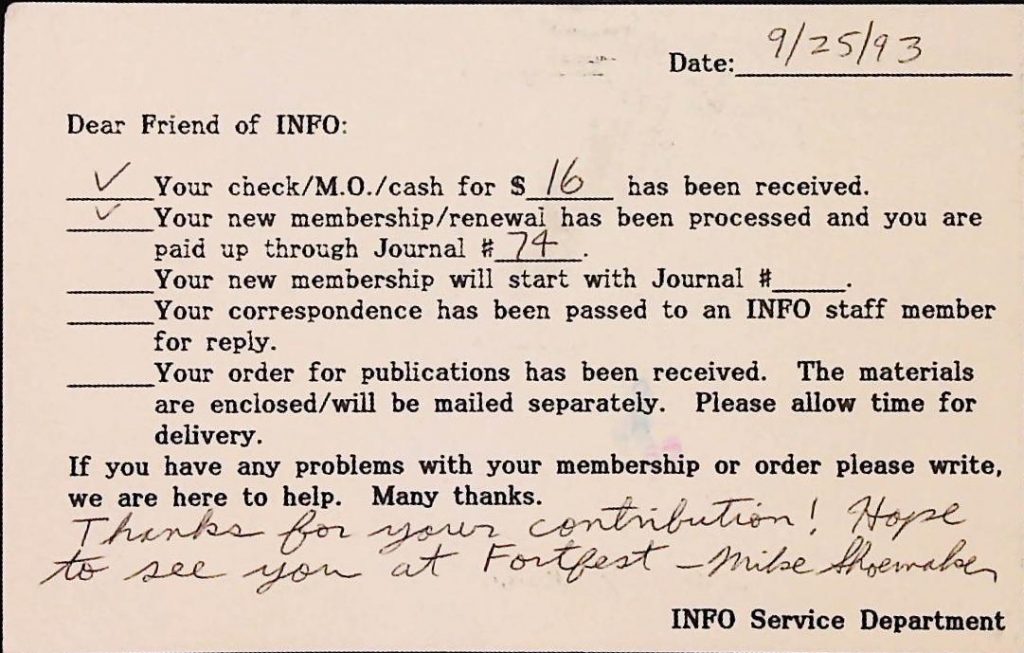 Date: 9/25/93
Dear Friend of INFO:
✓ Your check/M.O./cash for $ 16 has been received.
✓ Your new membership/renewal has been processed and you are
paid up through Journal # 74.
_____Your new membership will start with Journal #_____.
_____Your correspondence has been passed to an INFO staff member
for reply.
_____Your order for publications has been received. The materials
are enclosed/will be mailed separately. Please allow time for
delivery.
If you have any problems with your membership or order please write,
we are here to help. Many thanks.
Thanks for your contribution! Hope
to see you at Fortfest - Mike Shoemaker
INFO Service Department